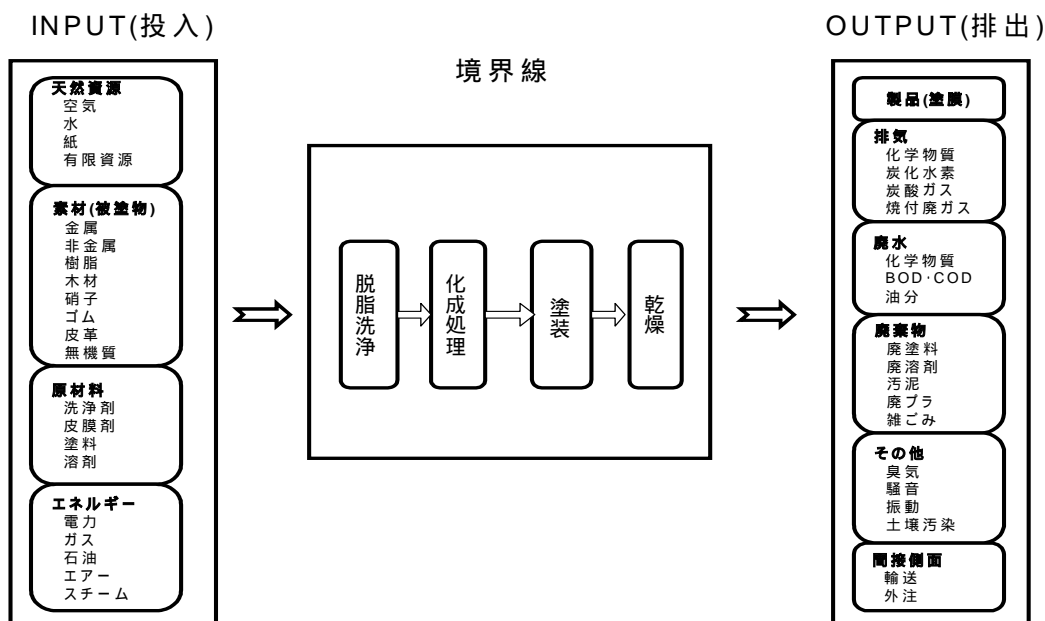 INPUT(投入)
天然資源
空気
水
紙
有限資源
素材(被塗物)
金属
非金属
樹脂
木材
硝子
ゴム
皮革
無機質
原材料
洗浄剤
皮膜剤
塗料
溶剤
エネルギー
電力
ガス
石油
エアー
スチーム
境界線
脱脂洗浄
化成処理
塗装
乾燥
OUTPUT(排出)
製品(塗膜)
排気
化学物質
炭化水素
炭酸ガス
焼付廃ガス
廃水
化学物質
BOD·COD
油分
廃棄物
廃塗料
廃溶剤
汚泥
廃プラ
雑ごみ
その他
臭気
騒音
振動
土壌汚染
間接側面
輸送
外注